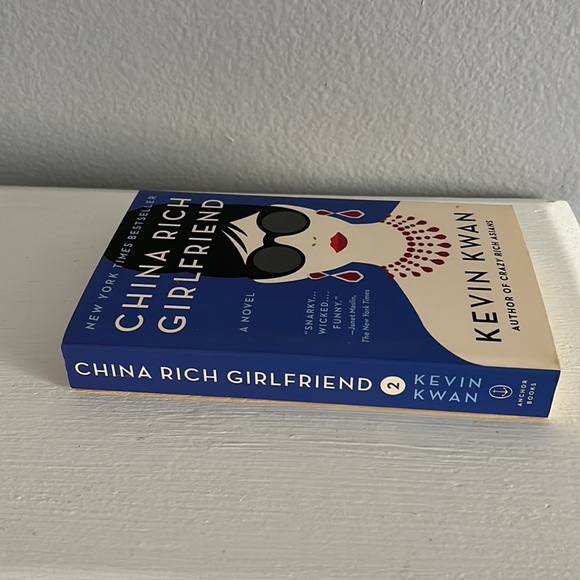 NEW YORK TIMES BESTSELLER
CHINA RICH
GIRLFRIEND
A NOVEL
"SNARKY...
WICKED....
FUNNY."
—Janet Maslin,
The New York Times
KEVIN KWAN
AUTHOR OF CRAZY RICH ASIANS
CHINA RICH GIRLFRIEND 2 KEVIN
KWAN
ANCHOR
BOOKS